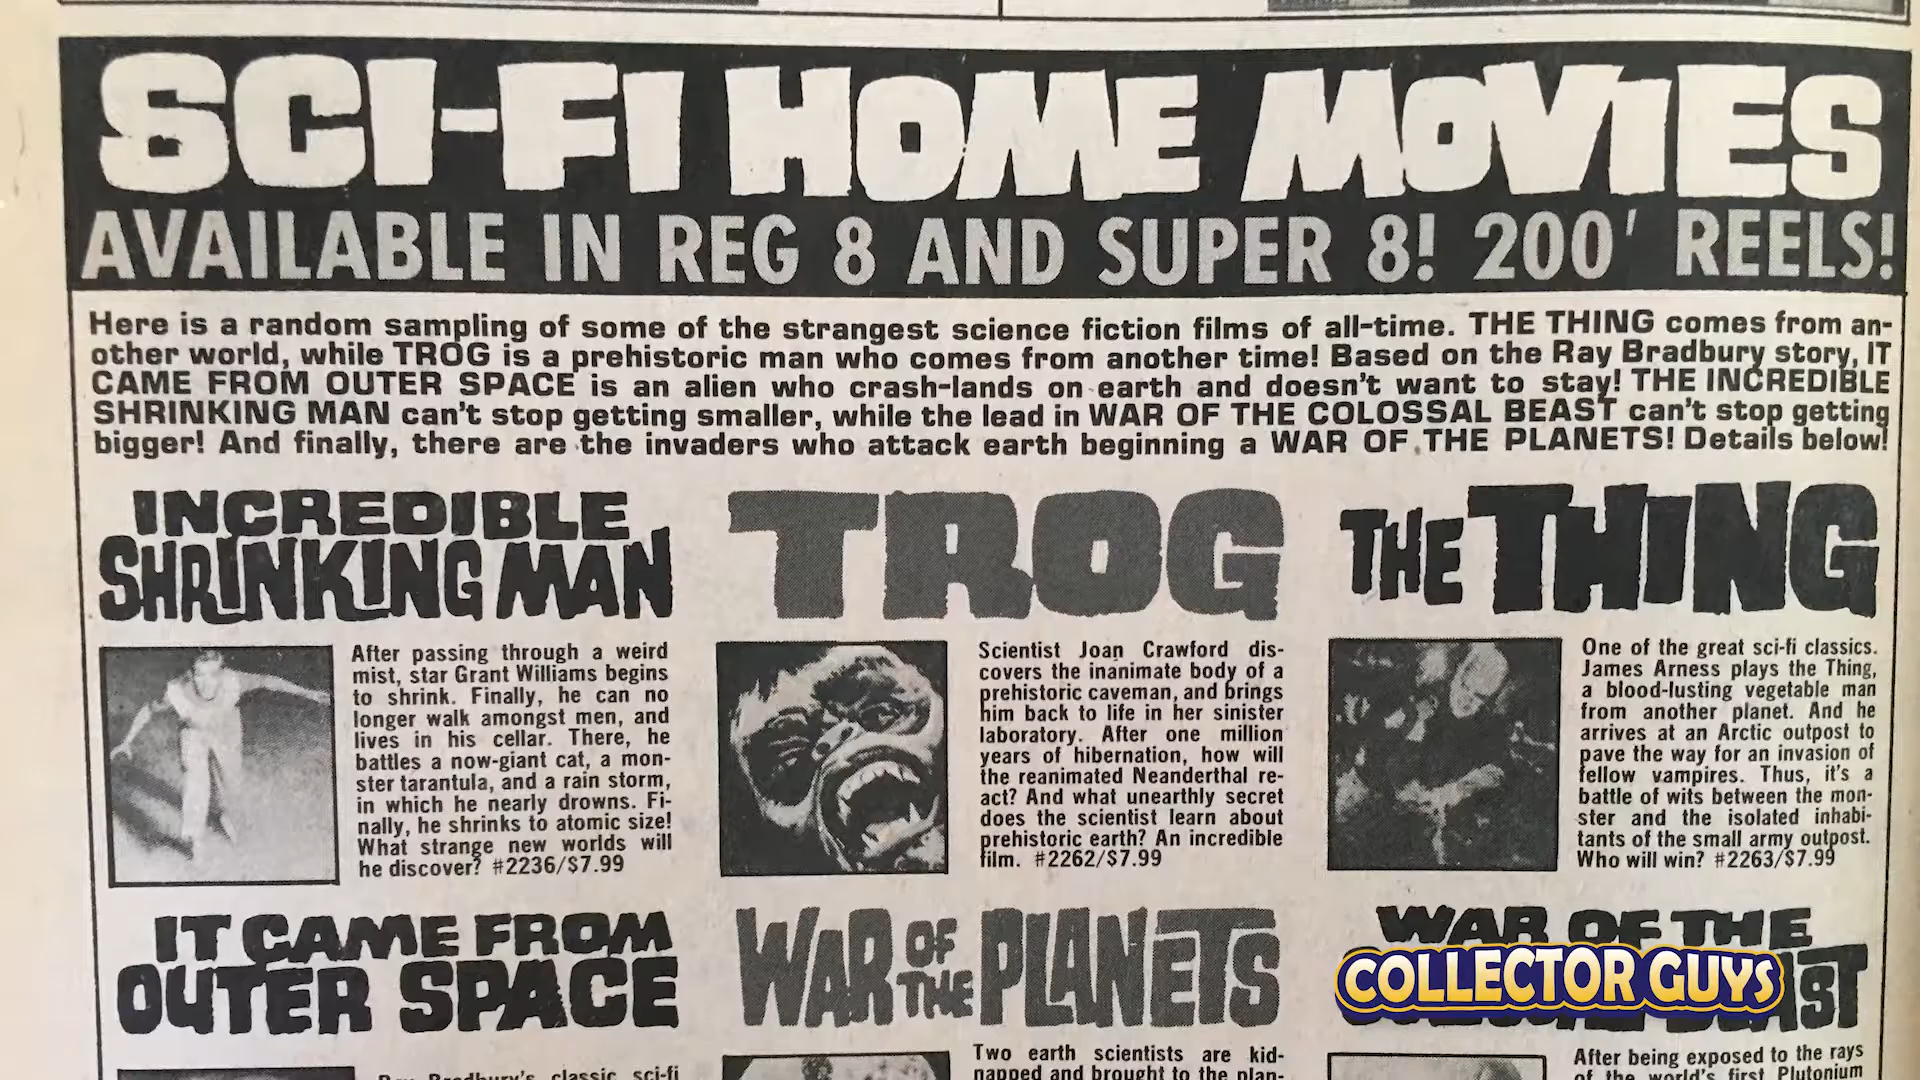 SCI-FI HOME MOVIES
AVAILABLE IN REG 8 AND SUPER 8! 200' REELS!
Here is a random sampling of some of the strangest science fiction films of all-time. THE THING comes from an-
other world, while TROG is a prehistoric man who comes from another time! Based on the Ray Bradbury story, IT
CAME FROM OUTER SPACE is an alien who crash-lands on earth and doesn't want to stay! THE INCREDIBLE
SHRINKING MAN can't stop getting smaller, while the lead in WAR OF THE COLOSSAL BEAST can't stop getting
bigger! And finally, there are the invaders who attack earth beginning a WAR OF THE PLANETS! Details below!
INCREDIBLE
SHRINKING MAN
After passing through a weird
mist, star Grant Williams begins
to shrink. Finally, he can no
longer walk amongst men, and
lives in his cellar. There, he
battles a now-giant cat, a mon-
ster tarantula, and a rain storm,
in which he nearly drowns. Fi-
nally, he shrinks to atomic size!
What strange new worlds will
he discover? #2236/$7.99
TROG
Scientist Joan Crawford dis-
covers the inanimate body of a
prehistoric caveman, and brings
him back to life in her sinister
laboratory. After one million
years of hibernation, how will
the reanimated Neanderthal re-
act? And what unearthly secret
does the scientist learn about
prehistoric earth? An incredible
film. #2262/$7.99
THE THING
One of the great sci-fi classics.
James Arness plays the Thing,
a blood-lusting vegetable man
from another planet. And he
arrives at an Arctic outpost to
pave the way for an invasion of
fellow vampires. Thus, it's a
battle of wits between the mon-
ster and the isolated inhabi-
tants of the small army outpost.
Who will win? #2263/$7.99
IT CAME FROM
OUTER SPACE
Ray Bradbury's classic sci-fi
WAR OF THE PLANETS
Two earth scientists are kid-
napped and brought to the plan-
WAR OF THE
COLLECTOR GUYS
After being exposed to the rays
of the world's first Plutonium